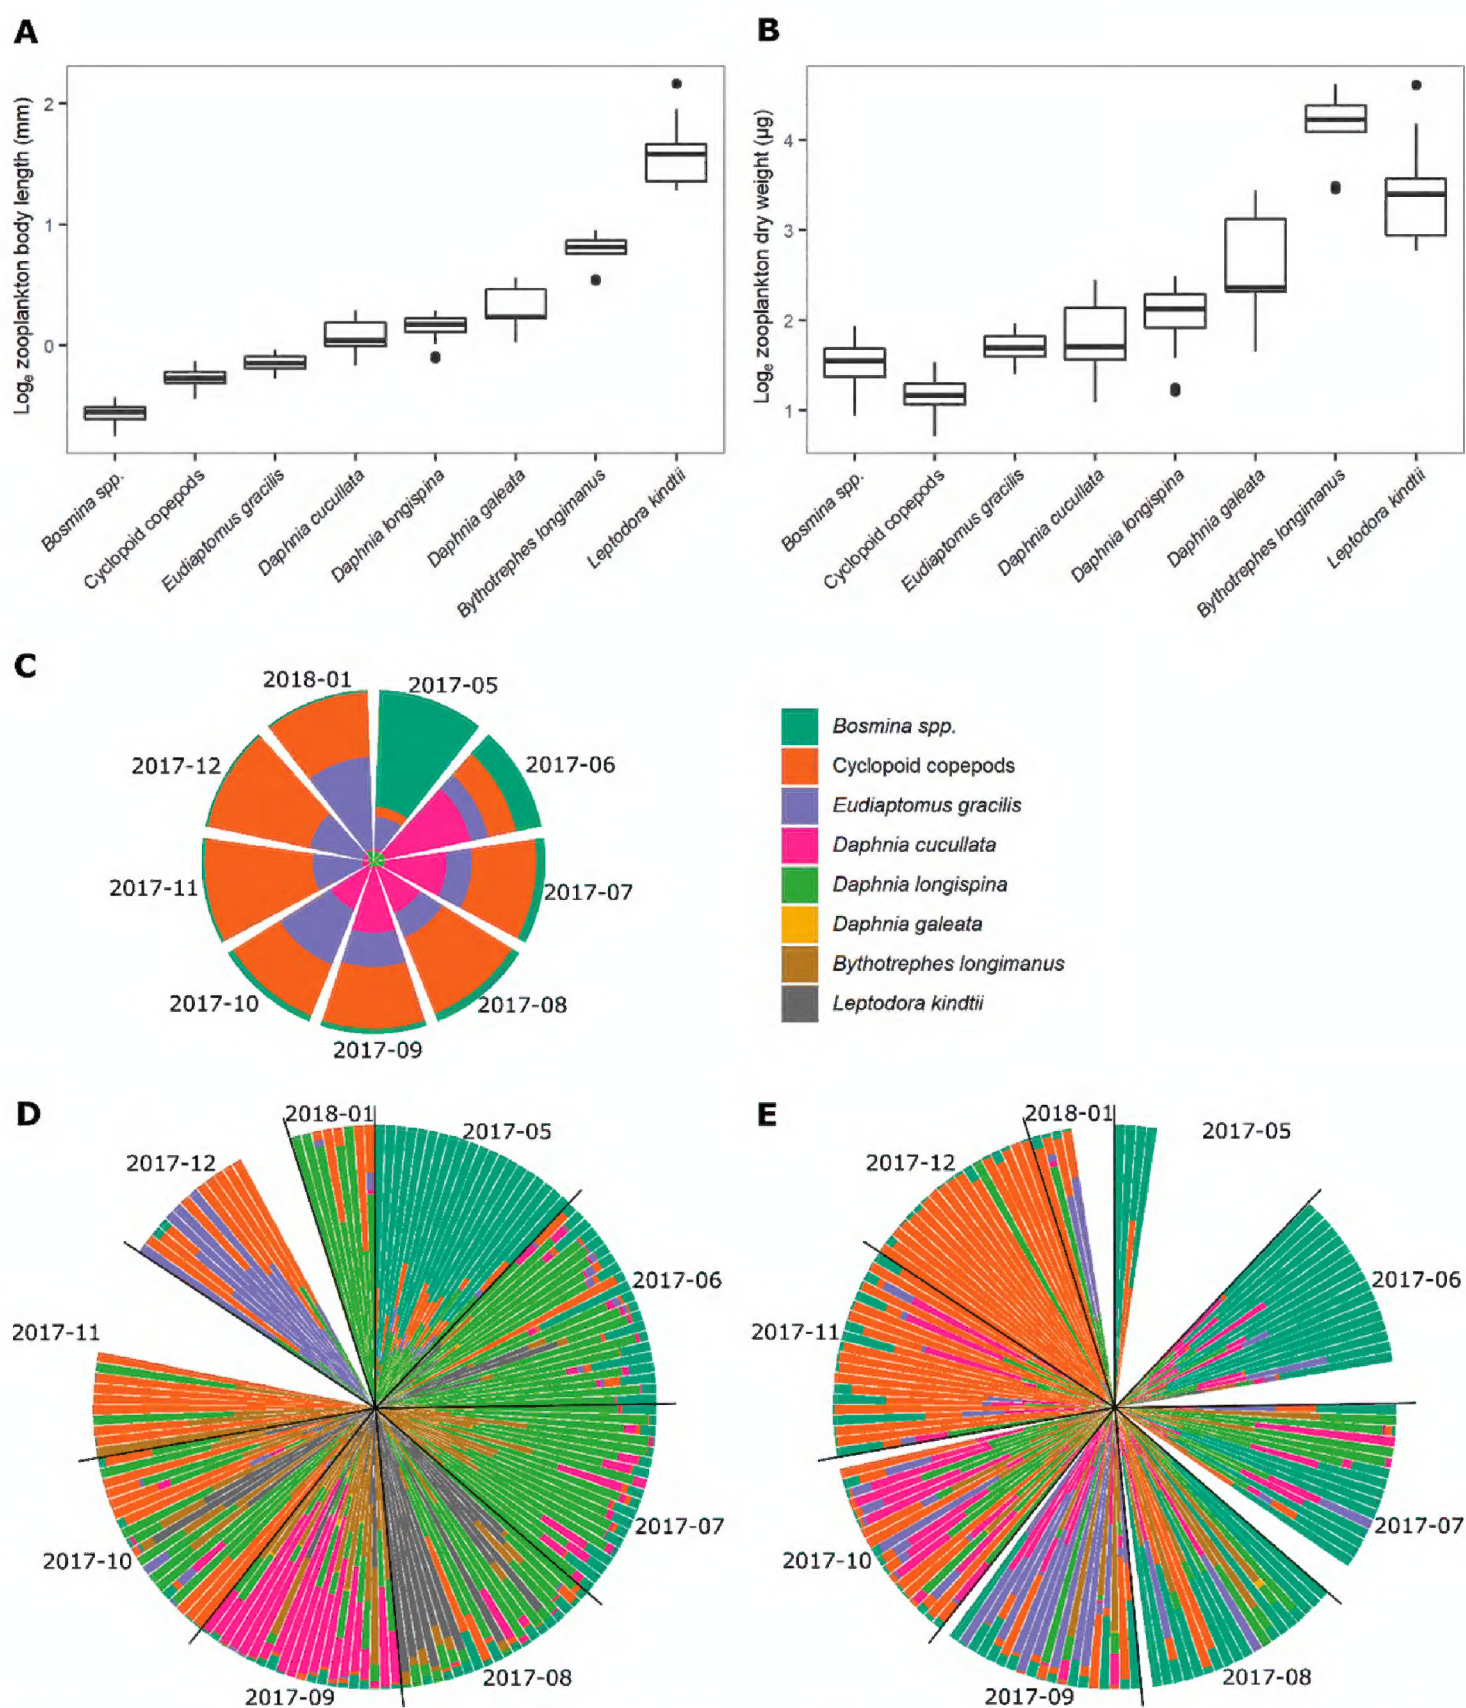 A
B
Logₑ zooplankton body length (mm)
2
1
0
Bosmina spp.
Cyclopoid copepods
Eudiaptomus gracilis
Daphnia cucullata
Daphnia longispina
Daphnia galeata
Bythotrephes longimanus
Leptodora kindtii
Logₑ zooplankton dry weight (µg)
4
3
2
1
Bosmina spp.
Cyclopoid copepods
Eudiaptomus gracilis
Daphnia cucullata
Daphnia longispina
Daphnia galeata
Bythotrephes longimanus
Leptodora kindtii
C
2018-01
2017-05
2017-12
2017-06
2017-11
2017-07
2017-10
2017-08
2017-09
Bosmina spp.
Cyclopoid copepods
Eudiaptomus gracilis
Daphnia cucullata
Daphnia longispina
Daphnia galeata
Bythotrephes longimanus
Leptodora kindtii
D
2018-01
2017-05
2017-12
2017-06
2017-11
2017-07
2017-10
2017-08
2017-09
E
2018-01
2017-05
2017-12
2017-06
2017-11
2017-07
2017-10
2017-08
2017-09